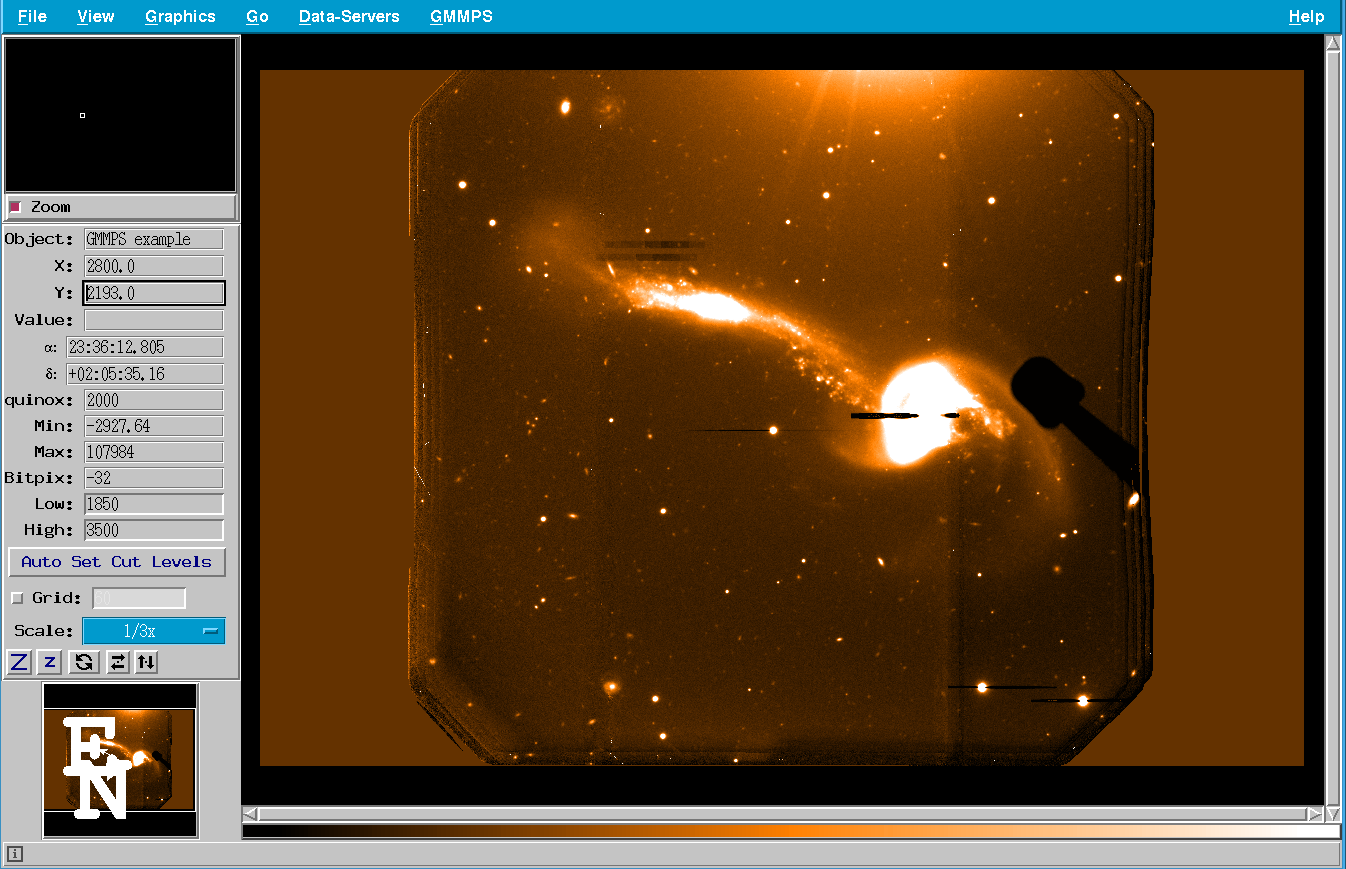 File View Graphics Go Data-Servers GMMPS Help
Zoom
Object: GMMPS example
X: 2800.0
Y: 2193.0
Value:
α: 23:36:12.805
δ: +02:05:35.16
quinox: 2000
Min: -2927.64
Max: 107984
Bitpix: -32
Low: 1850
High: 3500
Auto Set Cut Levels
Grid: 60
Scale: 1/3x
Z z
E
N
i